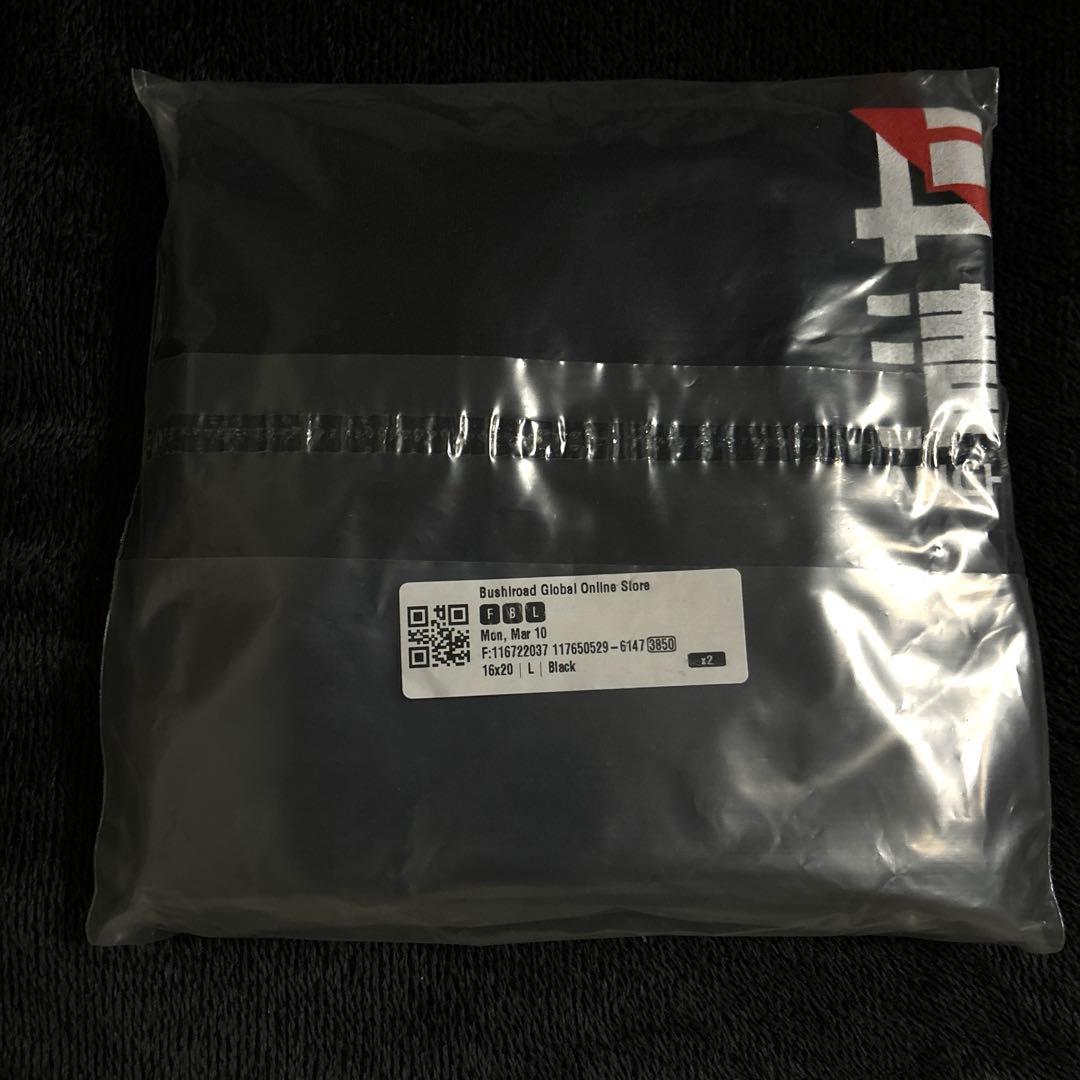 Bushiroad Global Online Store
F B L
Mon, Mar 10
F:116722037 117650529-6147 3850
16x20 | L | Black
x2